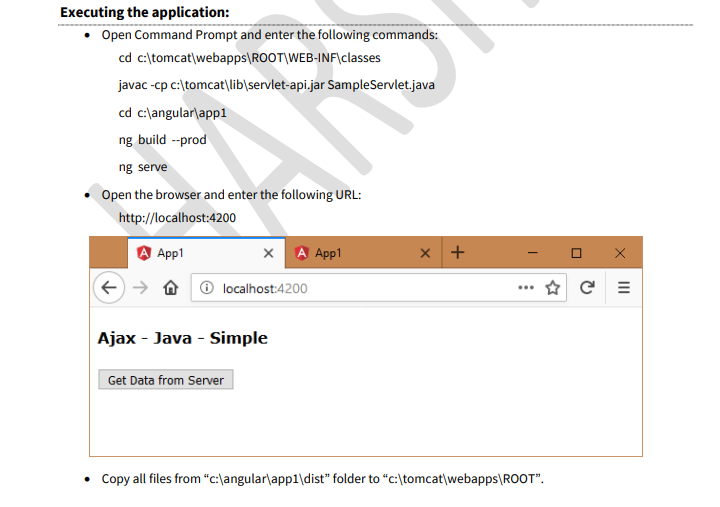 Executing the application:
• Open Command Prompt and enter the following commands:
cd c:\tomcat\webapps\ROOT\WEB-INF\classes
javac -cp c:\tomcat\lib\servlet-api.jar SampleServlet.java
cd c:\angular\app1
ng build --prod
ng serve
• Open the browser and enter the following URL:
http://localhost:4200
App1 App1
localhost:4200
Ajax - Java - Simple
Get Data from Server
• Copy all files from “c:\angular\app1\dist” folder to “c:\tomcat\webapps\ROOT”.